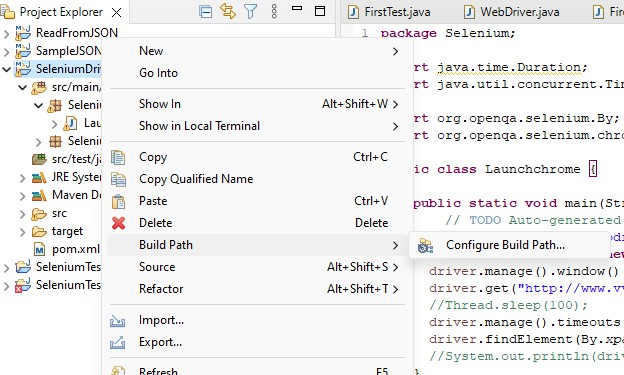 Project Explorer
ReadFromJSON
SampleJSON
SeleniumDri
src/main/
Seleni
Lau
Seleni
src/test/ja
JRE System
Maven De
src
target
pom.xml
SeleniumTes
SeleniumTes
New
Go Into
Show In Alt+Shift+W
Show in Local Terminal
Copy Ctrl+C
Copy Qualified Name
Paste Ctrl+V
Delete Delete
Build Path
Source Alt+Shift+S
Refactor Alt+Shift+T
Import...
Export...
Refresh F5
Configure Build Path...
FirstTest.java WebDriver.java Fire
1 package Selenium;
ort java.time.Duration;
ort java.util.concurrent.Tim
ort org.openqa.selenium.By;
ort org.openqa.selenium.chro
ic class Launchchrome {
public static void main(Str
// TODO Auto-generated
driver.manage().window()
driver.get("http://www.vv
//Thread.sleep(100);
driver.manage().timeouts
driver.findElement(By.xpa
//System.out.println(driv
}